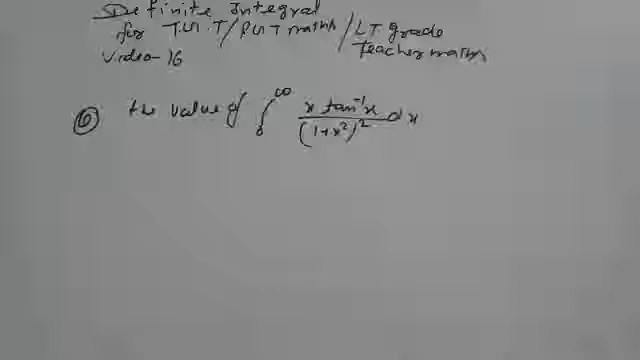 Definite Integral
for T.G.T/PGT maths/LT grade
Teacher maths
Video-16
⑥ the value of ∫₀^∞ x tan⁻¹x / (1+x²)² dx